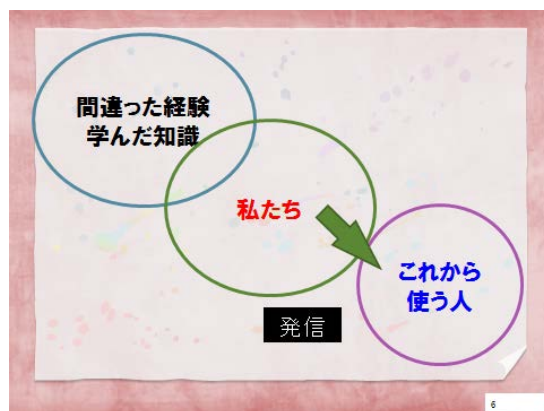 間違った経験
学んだ知識
私たち
これから
使う人
発信
6